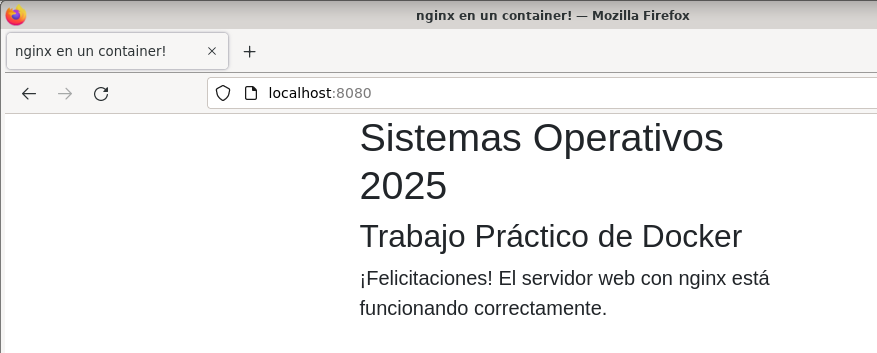 nginx en un container! — Mozilla Firefox
nginx en un container!
localhost:8080
Sistemas Operativos
2025
Trabajo Práctico de Docker
¡Felicitaciones! El servidor web con nginx está
funcionando correctamente.